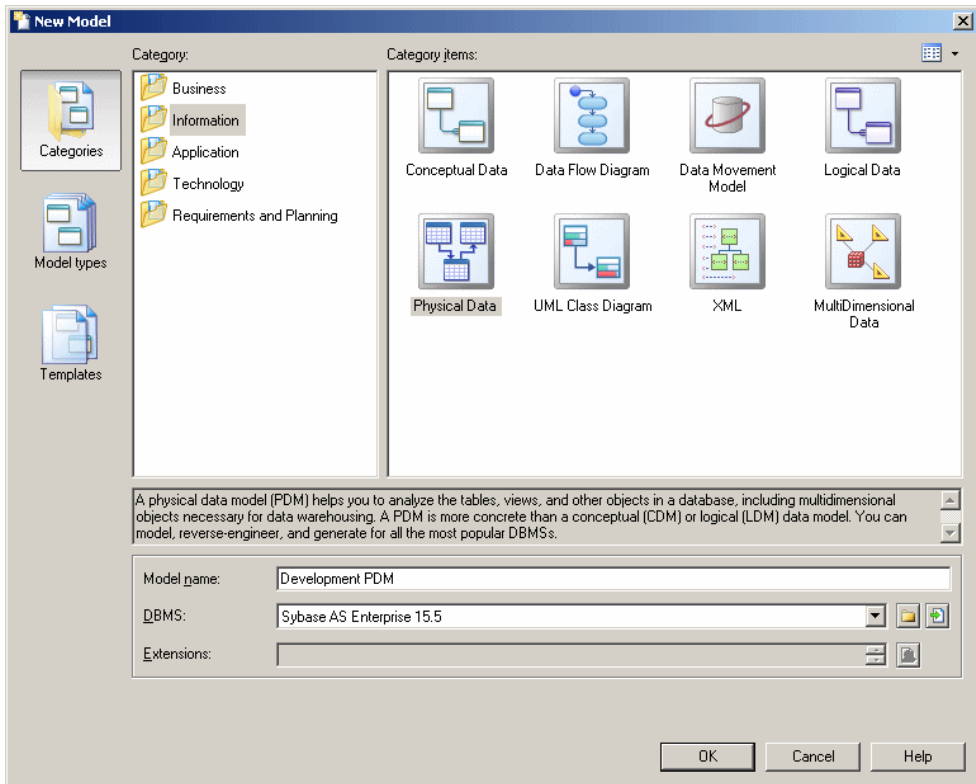 New Model
Category:
Category items:
Categories
Model types
Templates
Business
Information
Application
Technology
Requirements and Planning
Conceptual Data
Data Flow Diagram
Data Movement
Model
Logical Data
Physical Data
UML Class Diagram
XML
MultiDimensional
Data
A physical data model (PDM) helps you to analyze the tables, views, and other objects in a database, including multidimensional
objects necessary for data warehousing. A PDM is more concrete than a conceptual (CDM) or logical (LDM) data model. You can
model, reverse-engineer, and generate for all the most popular DBMSs.
Model name:
Development PDM
DBMS:
Sybase AS Enterprise 15.5
Extensions:
OK
Cancel
Help